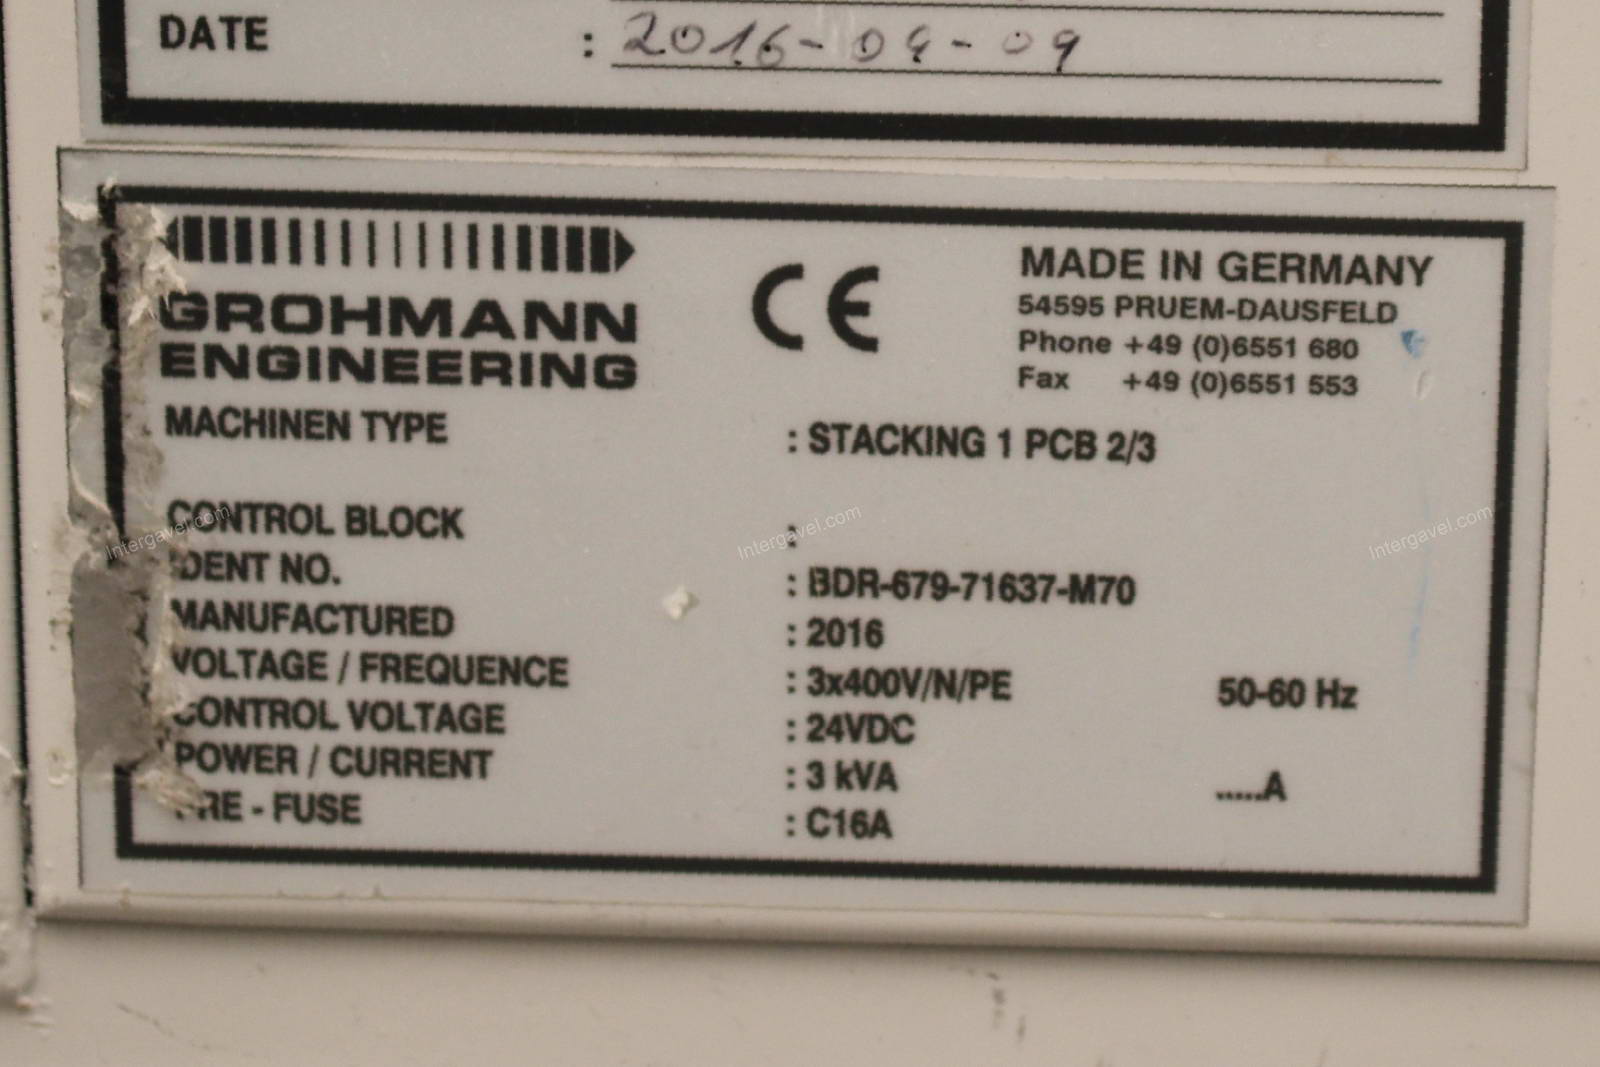 DATE : 2016-09-09
GROHMANN
ENGINEERING
CE
MADE IN GERMANY
54595 PRUEM-DAUSFELD
Phone +49 (0)6551 680
Fax +49 (0)6551 553
MACHINEN TYPE : STACKING 1 PCB 2/3
CONTROL BLOCK :
IDENT NO. : BDR-679-71637-M70
MANUFACTURED : 2016
VOLTAGE / FREQUENCE : 3x400V/N/PE 50-60 Hz
CONTROL VOLTAGE : 24VDC
POWER / CURRENT : 3 kVA .....A
PRE - FUSE : C16A
Intergavel.com Intergavel.com Intergavel.com